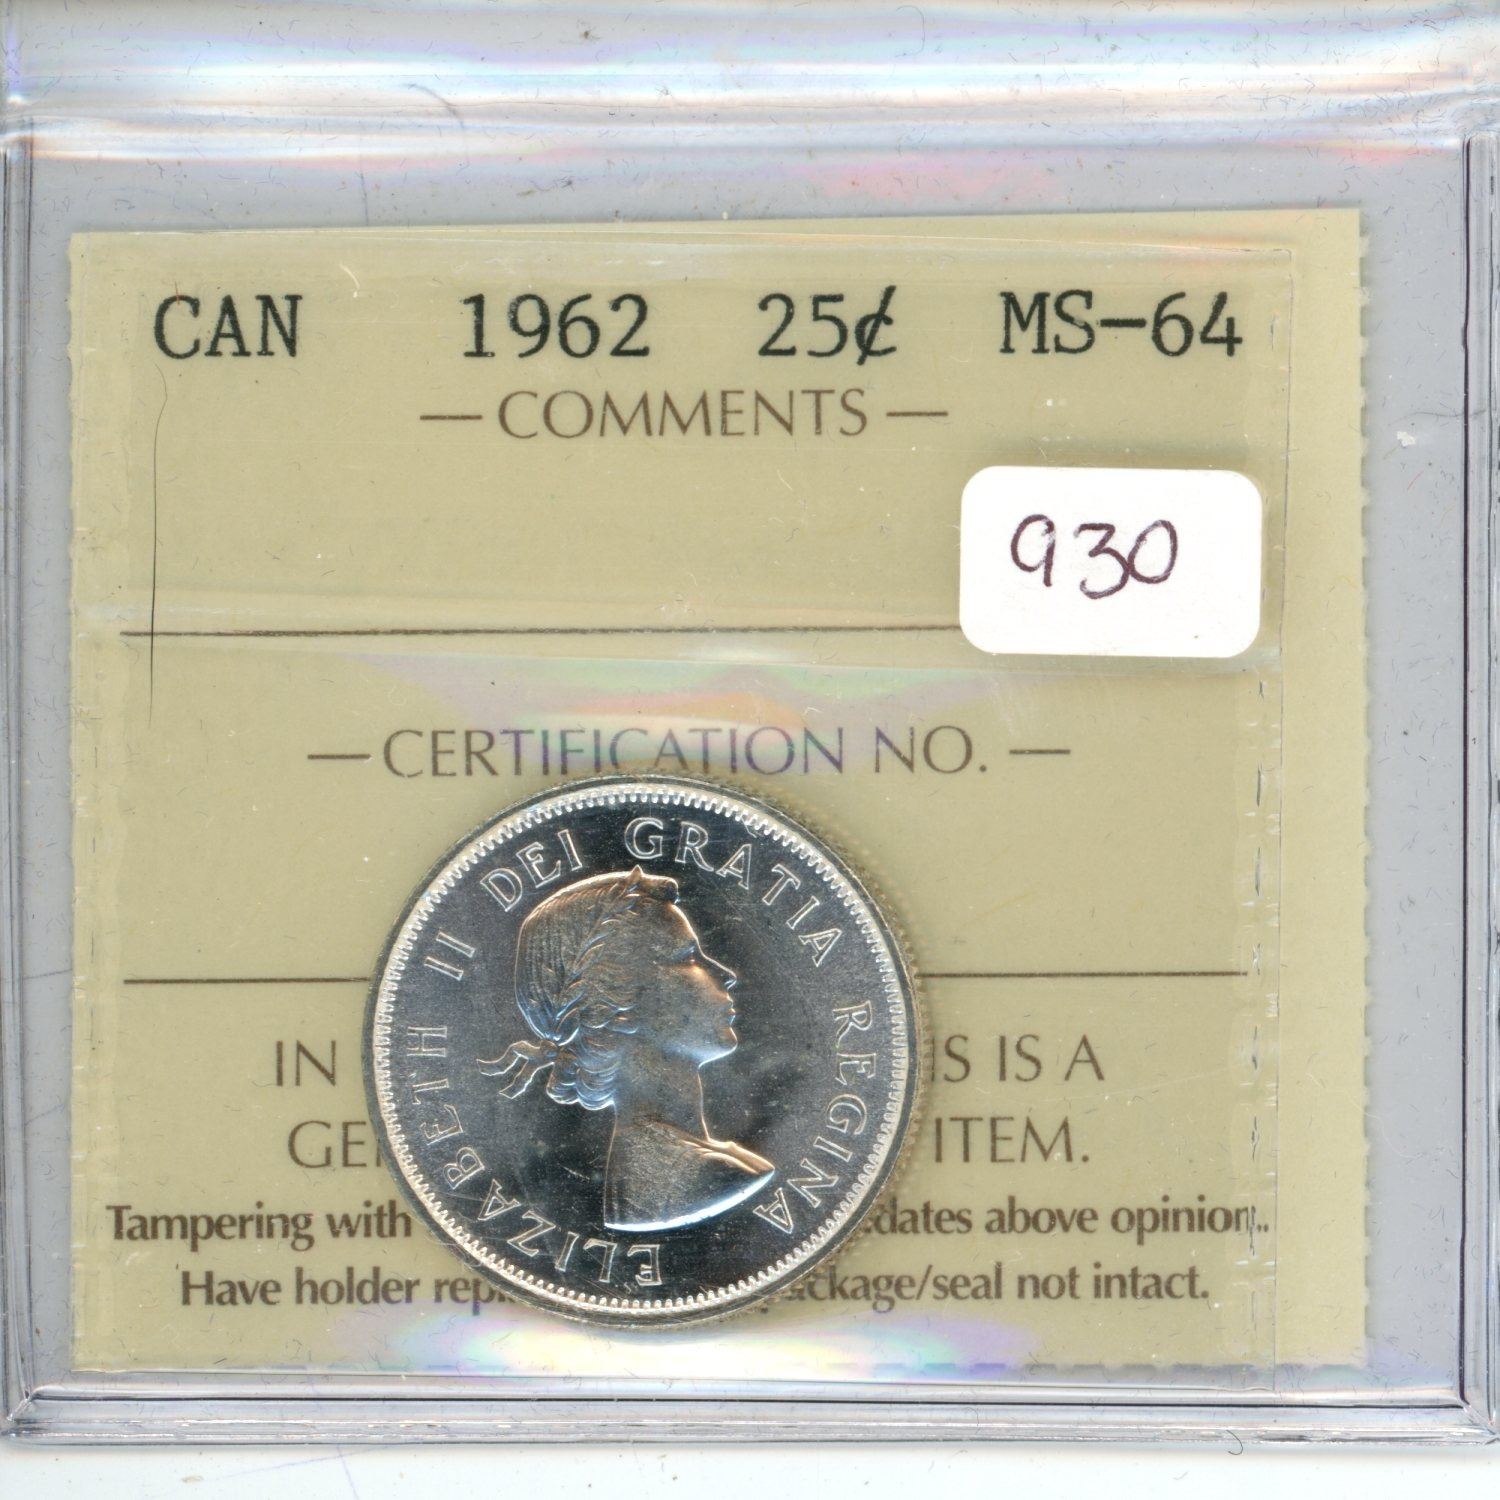 CAN 1962 25¢ MS-64
— COMMENTS —
930
— CERTIFICATION NO. —
ELIZABETH II DEI GRATIA REGINA
IN IS IS A
GE ITEM.
Tampering with dates above opinion..
Have holder rep ackage/seal not intact.